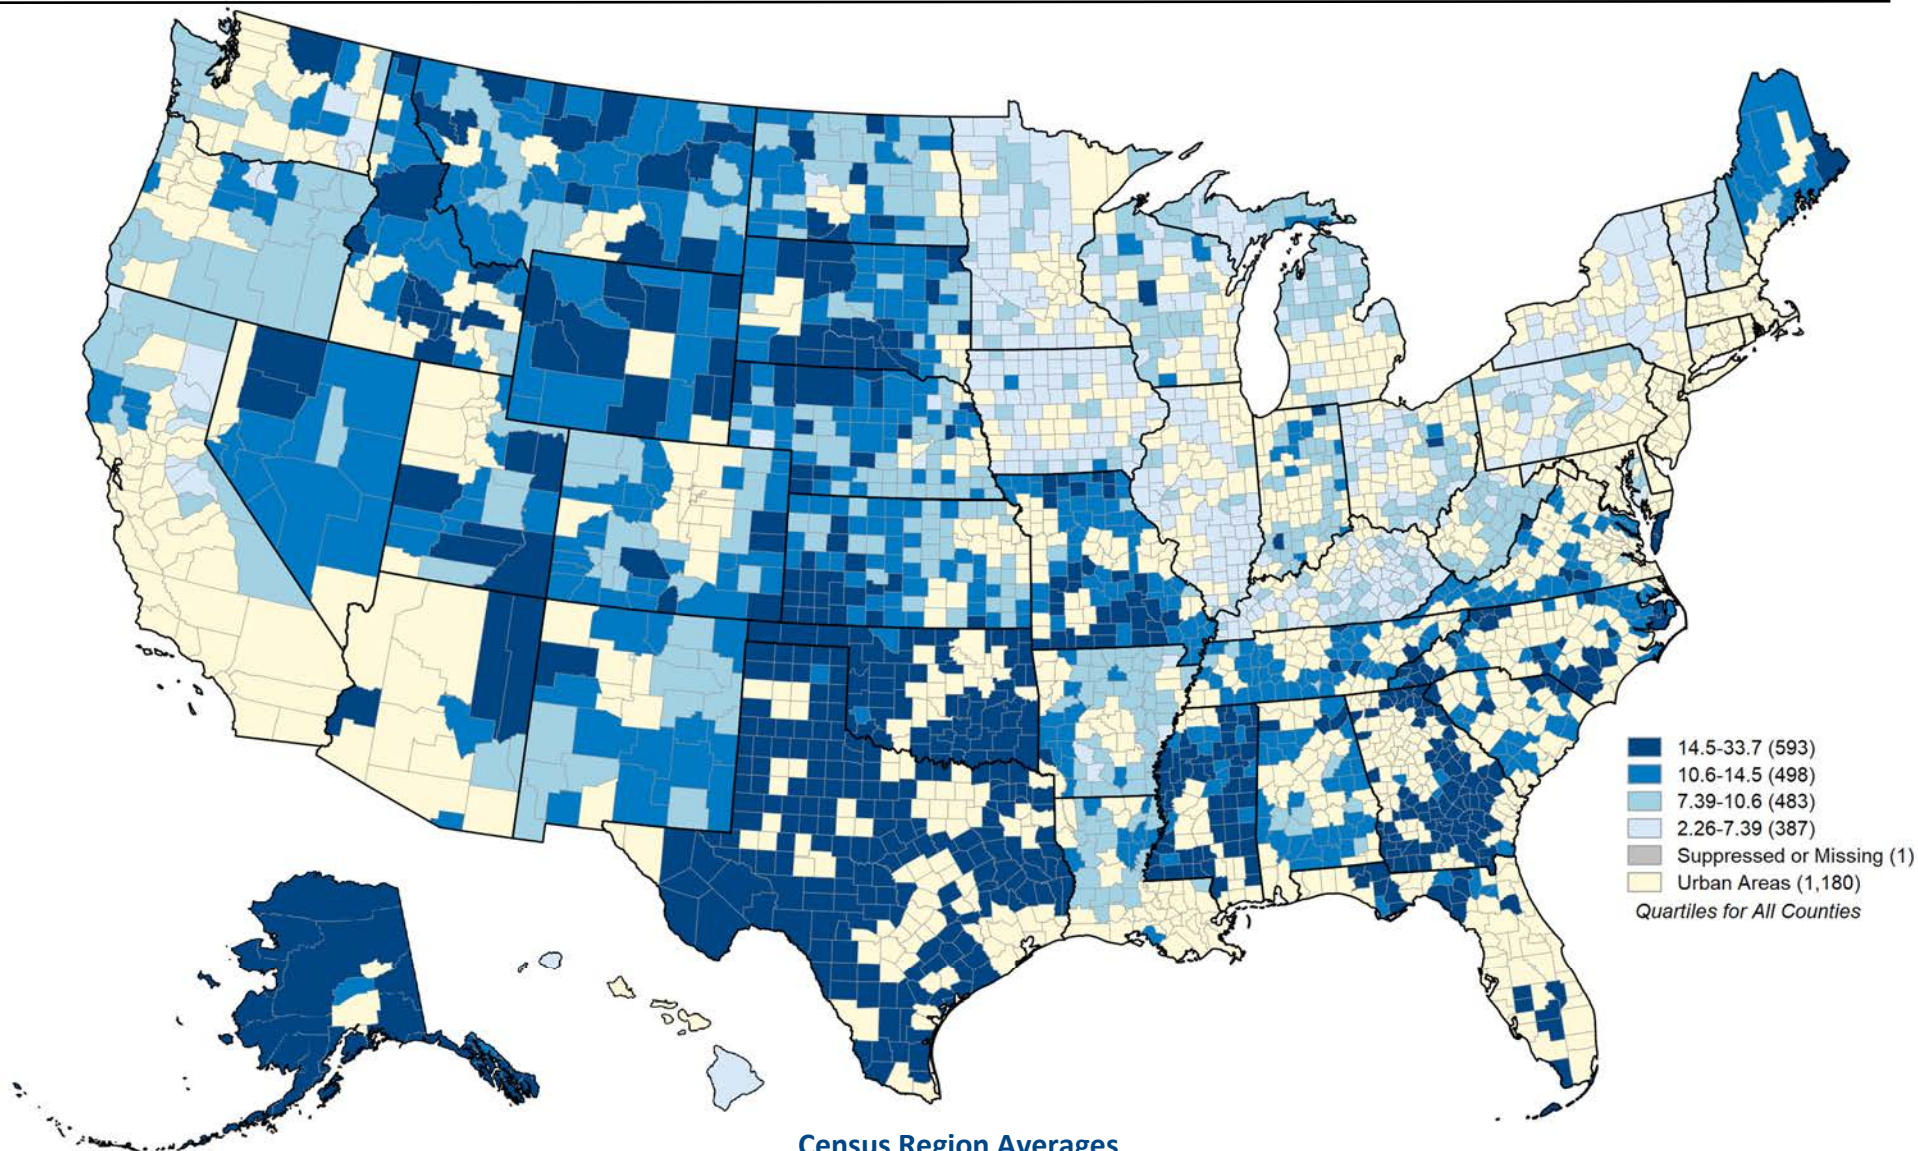 14.5-33.7 (593)
10.6-14.5 (498)
7.39-10.6 (483)
2.26-7.39 (387)
Suppressed or Missing (1)
Urban Areas (1,180)
Quartiles for All Counties
Census Region Averages